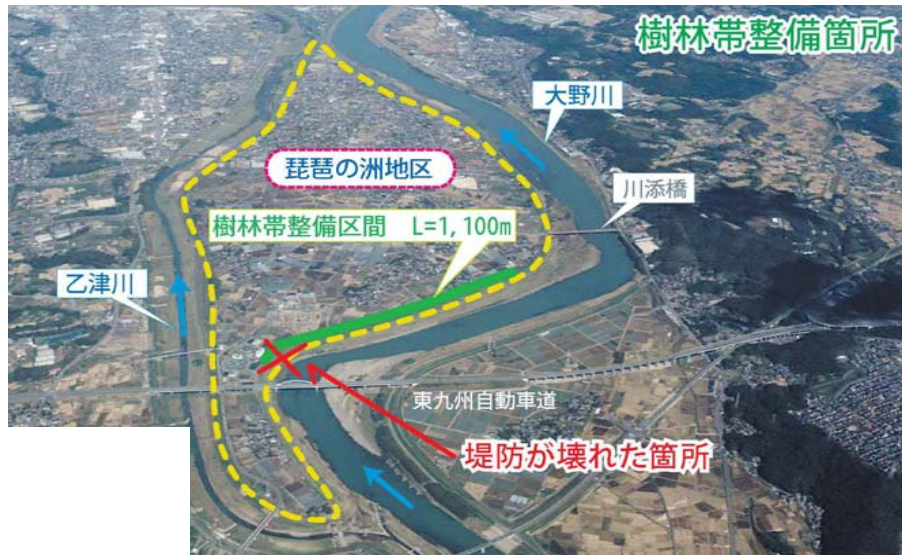 樹林帯整備箇所
大野川
琵琶の洲地区
川添橋
樹林帯整備区間 L=1,100m
乙津川
東九州自動車道
堤防が壊れた箇所